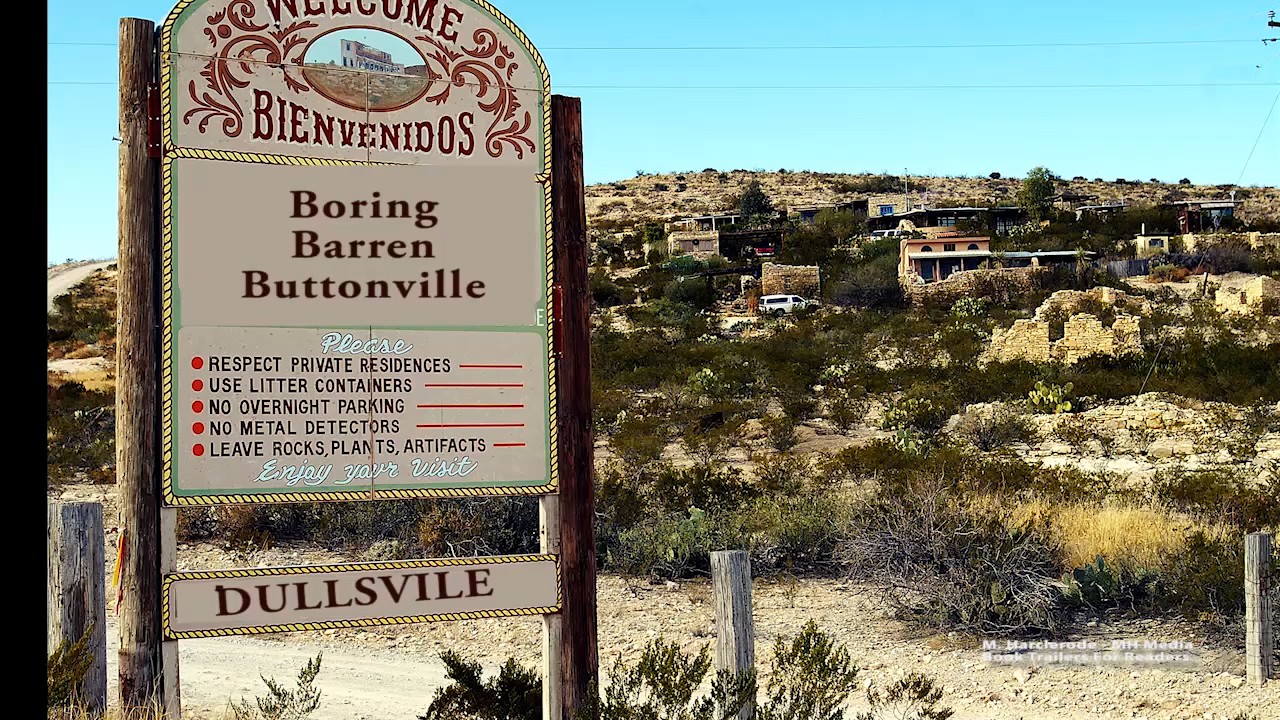 WELCOME
BIENVENIDOS
Boring
Barren
Buttonville
E
Please
RESPECT PRIVATE RESIDENCES
USE LITTER CONTAINERS
NO OVERNIGHT PARKING
NO METAL DETECTORS
LEAVE ROCKS, PLANTS, ARTIFACTS
Enjoy your Visit
DULLSVILE
M. Harclerode - MH Media
Book Trailers For Readers